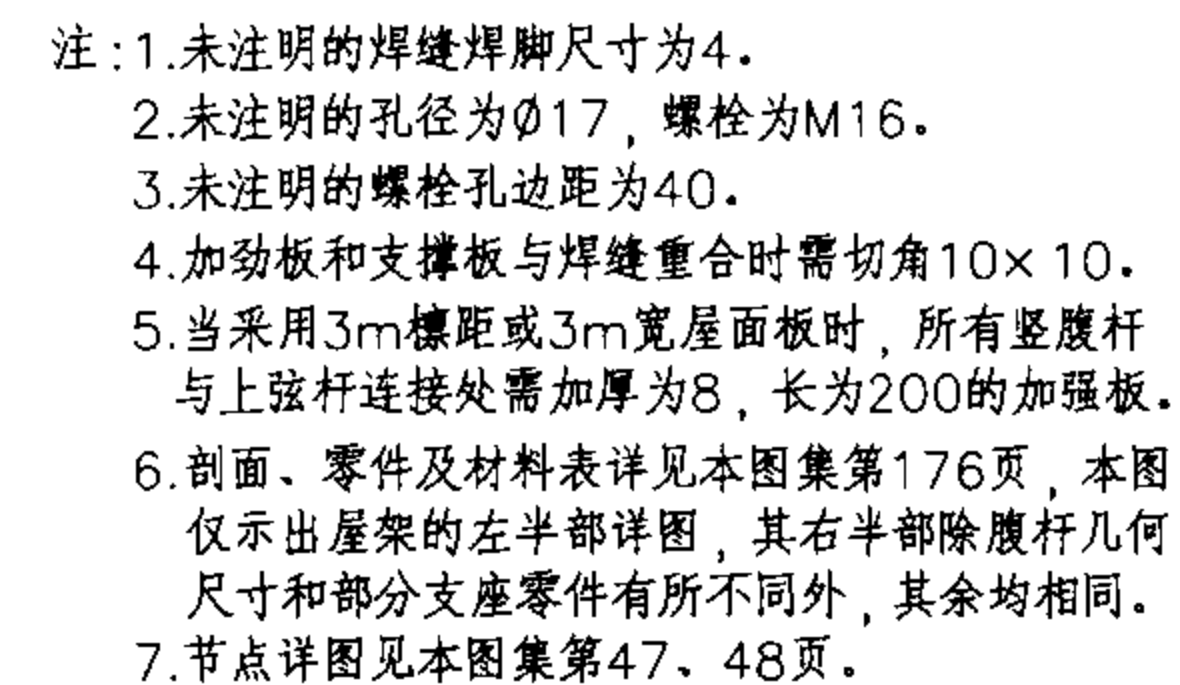 注:1.未注明的焊缝焊脚尺寸为4。
2.未注明的孔径为Ø17，螺栓为M16。
3.未注明的螺栓孔边距为40。
4.加劲板和支撑板与焊缝重合时需切角10×10。
5.当采用3m檩距或3m宽屋面板时，所有竖腹杆
与上弦杆连接处需加厚为8，长为200的加强板。
6.剖面、零件及材料表详见本图集第176页，本图
仅示出屋架的左半部详图，其右半部除腹杆几何
尺寸和部分支座零件有所不同外，其余均相同。
7.节点详图见本图集第47、48页。